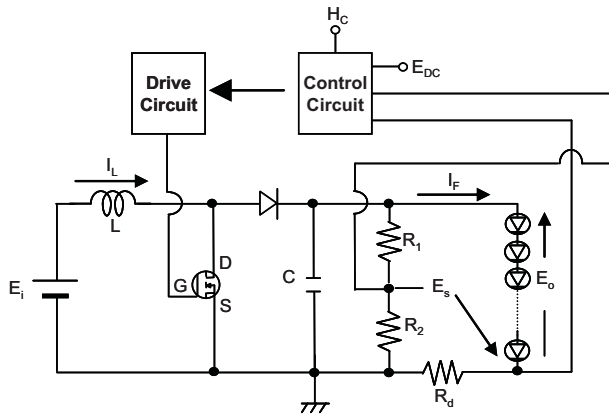 H_C
Drive
Circuit
Control
Circuit
E_DC
I_L
I_F
L
R_1
D
E_i
G
C
E_s
E_o
S
R_2
R_d